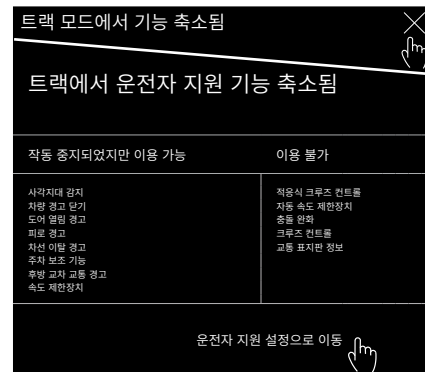 트랙 모드에서 기능 축소됨
트랙에서 운전자 지원 기능 축소됨
작동 중지되었지만 이용 가능
이용 불가
사각지대 감지
차량 경고 닫기
도어 열림 경고
피로 경고
차선 이탈 경고
주차 보조 기능
후방 교차 교통 경고
속도 제한장치
적응식 크루즈 컨트롤
자동 속도 제한장치
충돌 완화
크루즈 컨트롤
교통 표지판 정보
운전자 지원 설정으로 이동